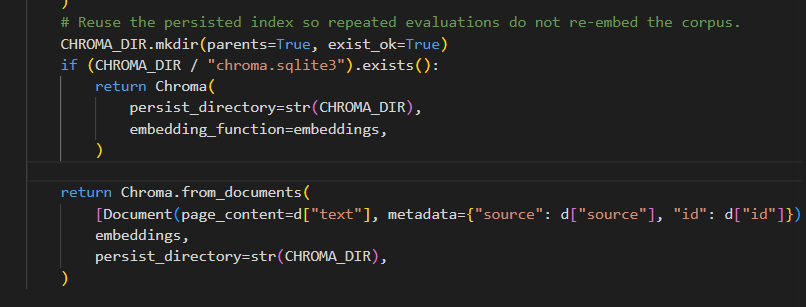 )
# Reuse the persisted index so repeated evaluations do not re-embed the corpus.
CHROMA_DIR.mkdir(parents=True, exist_ok=True)
if (CHROMA_DIR / "chroma.sqlite3").exists():
    return Chroma(
        persist_directory=str(CHROMA_DIR),
        embedding_function=embeddings,
    )
return Chroma.from_documents(
    [Document(page_content=d["text"], metadata={"source": d["source"], "id": d["id"]})
    embeddings,
    persist_directory=str(CHROMA_DIR),
)